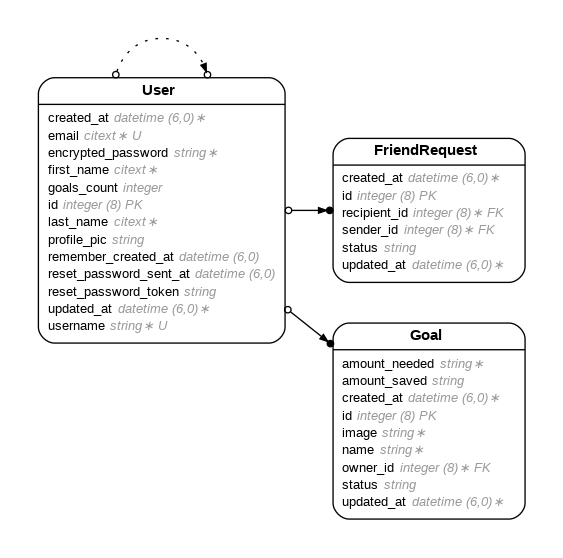 User
created_at datetime (6,0)∗
email citext∗ U
encrypted_password string∗
first_name citext∗
goals_count integer
id integer (8) PK
last_name citext∗
profile_pic string
remember_created_at datetime (6,0)
reset_password_sent_at datetime (6,0)
reset_password_token string
updated_at datetime (6,0)∗
username string∗ U
FriendRequest
created_at datetime (6,0)∗
id integer (8) PK
recipient_id integer (8)∗ FK
sender_id integer (8)∗ FK
status string
updated_at datetime (6,0)∗
Goal
amount_needed string∗
amount_saved string
created_at datetime (6,0)∗
id integer (8) PK
image string∗
name string∗
owner_id integer (8)∗ FK
status string
updated_at datetime (6,0)∗